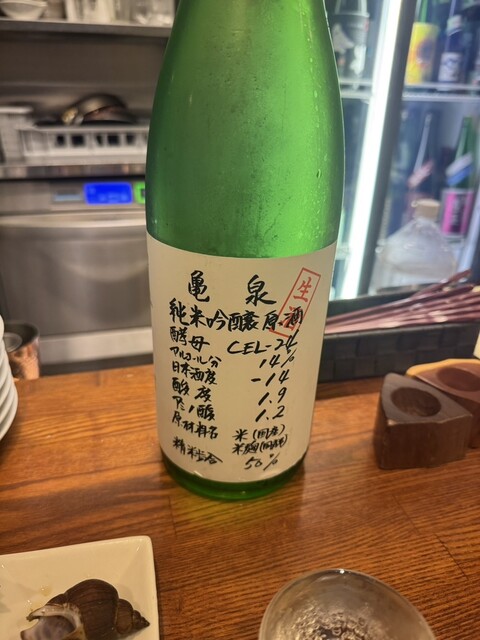 亀泉
生
純米吟醸原酒
酵母 CEL-24
アルコール分 14%
日本酒度 -14
酸度 1.9
アミノ酸 1.2
原材料名 米(国産)
米麹(国産米)
精米歩合 50%